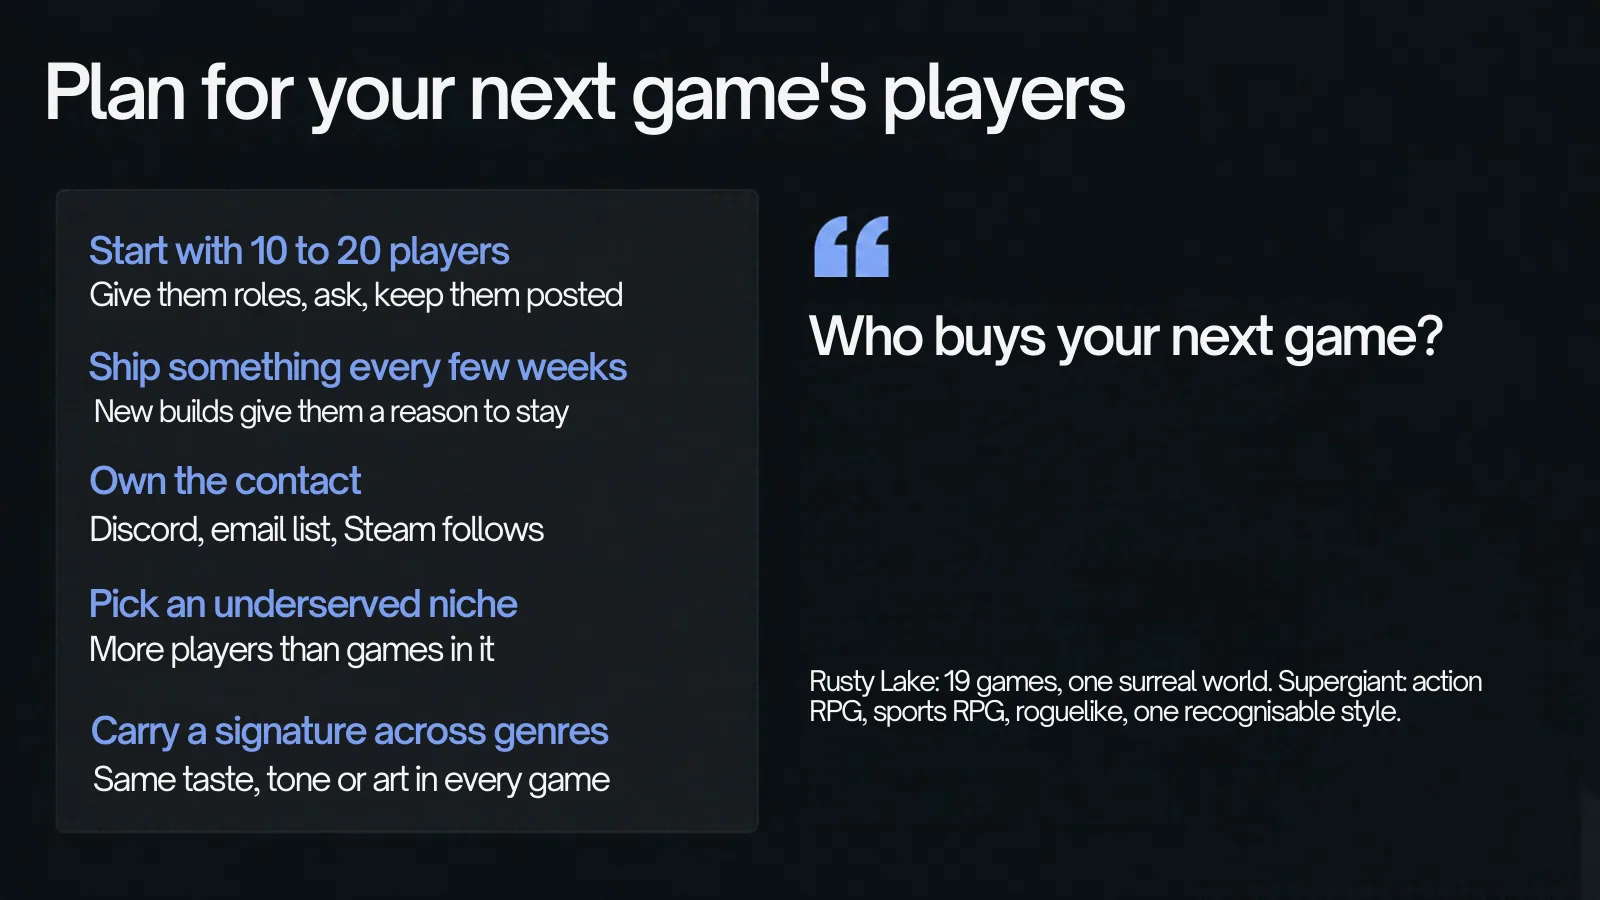 Plan for your next game's players
Start with 10 to 20 players
Give them roles, ask, keep them posted
Ship something every few weeks
New builds give them a reason to stay
Own the contact
Discord, email list, Steam follows
Pick an underserved niche
More players than games in it
Carry a signature across genres
Same taste, tone or art in every game
“
Who buys your next game?
Rusty Lake: 19 games, one surreal world. Supergiant: action
RPG, sports RPG, roguelike, one recognisable style.